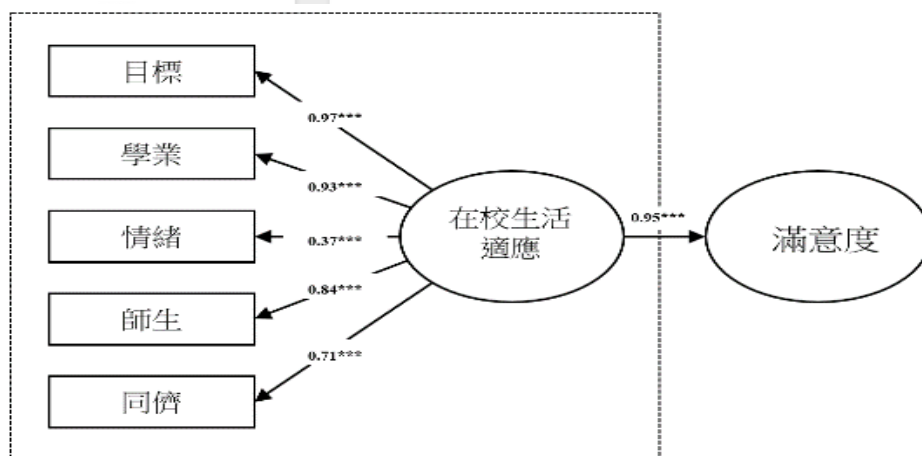 目標
0.97***
學業
0.93***
情緒
0.37***
師生
0.84***
同儕
0.71***
在校生活
適應
0.95***
滿意度